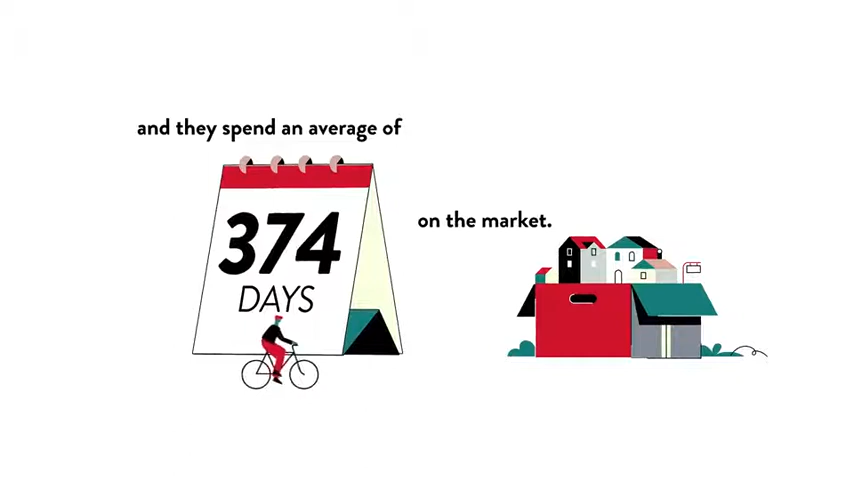 and they spend an average of
374
DAYS
on the market.